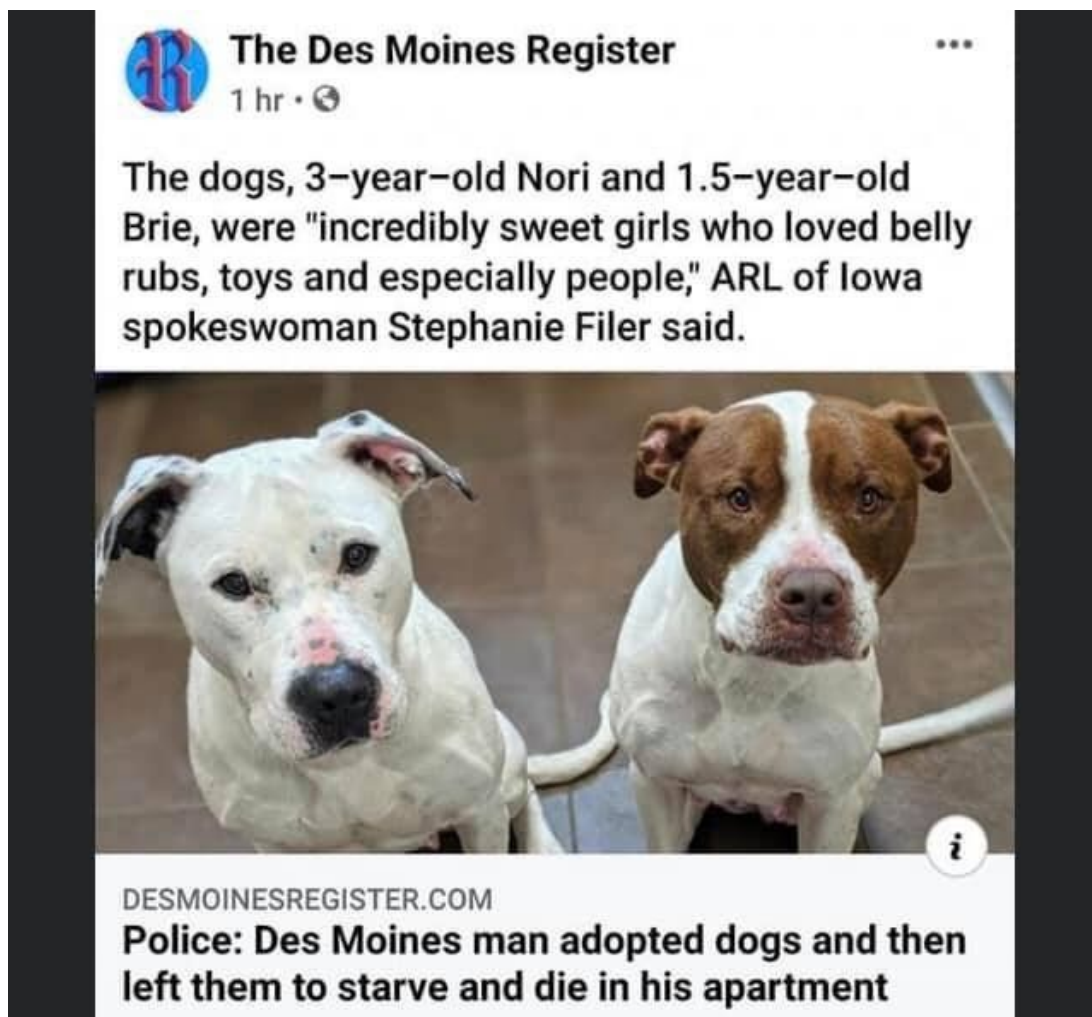 The Des Moines Register
1 hr •
The dogs, 3-year-old Nori and 1.5-year-old
Brie, were "incredibly sweet girls who loved belly
rubs, toys and especially people," ARL of Iowa
spokeswoman Stephanie Filer said.
i
DESMOINESREGISTER.COM
Police: Des Moines man adopted dogs and then
left them to starve and die in his apartment